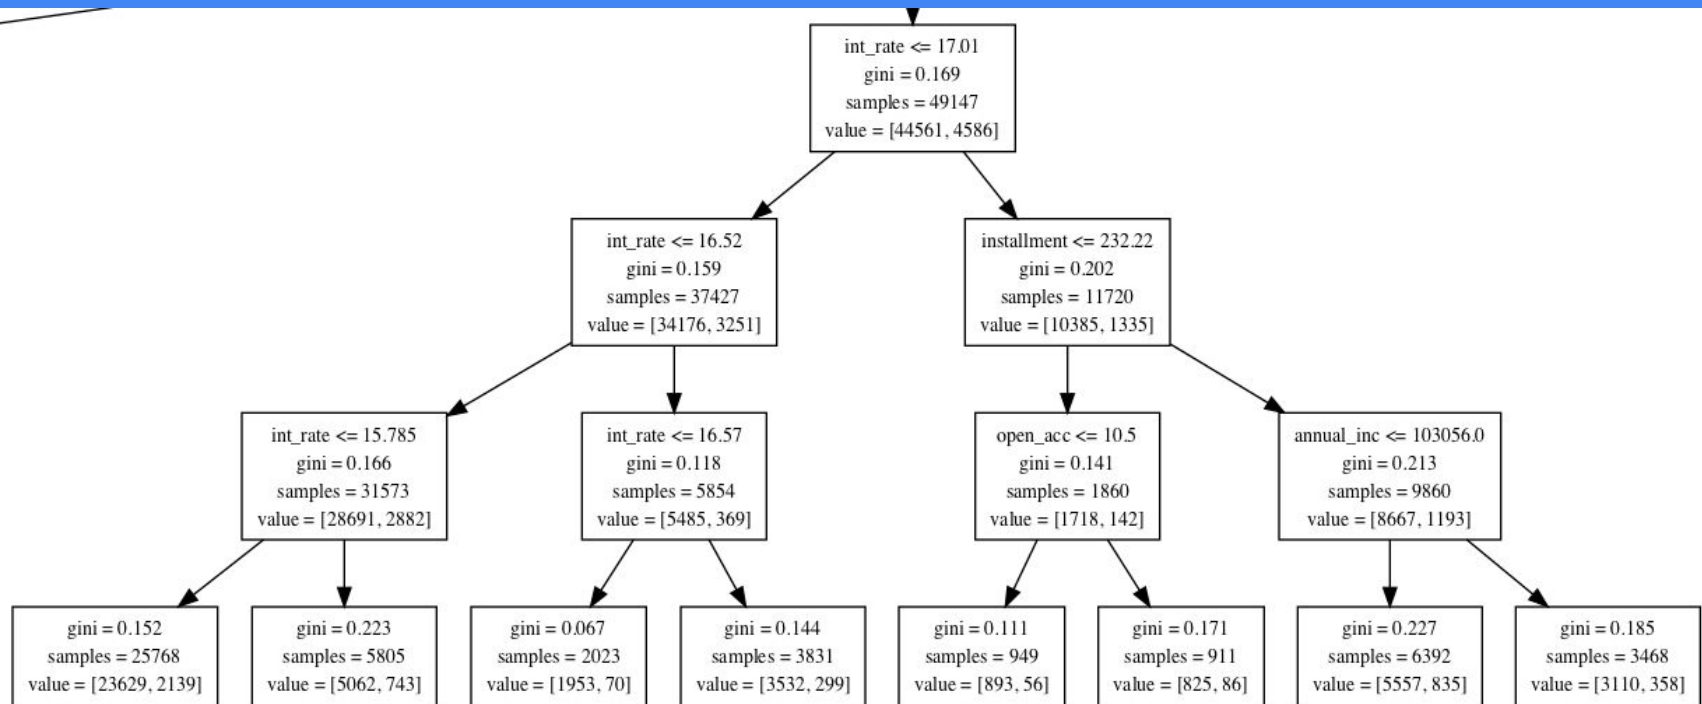 int_rate <= 17.01
gini = 0.169
samples = 49147
value = [44561, 4586]
int_rate <= 16.52
gini = 0.159
samples = 37427
value = [34176, 3251]
installment <= 232.22
gini = 0.202
samples = 11720
value = [10385, 1335]
int_rate <= 15.785
gini = 0.166
samples = 31573
value = [28691, 2882]
int_rate <= 16.57
gini = 0.118
samples = 5854
value = [5485, 369]
open_acc <= 10.5
gini = 0.141
samples = 1860
value = [1718, 142]
annual_inc <= 103056.0
gini = 0.213
samples = 9860
value = [8667, 1193]
gini = 0.152
samples = 25768
value = [23629, 2139]
gini = 0.223
samples = 5805
value = [5062, 743]
gini = 0.067
samples = 2023
value = [1953, 70]
gini = 0.144
samples = 3831
value = [3532, 299]
gini = 0.111
samples = 949
value = [893, 56]
gini = 0.171
samples = 911
value = [825, 86]
gini = 0.227
samples = 6392
value = [5557, 835]
gini = 0.185
samples = 3468
value = [3110, 358]